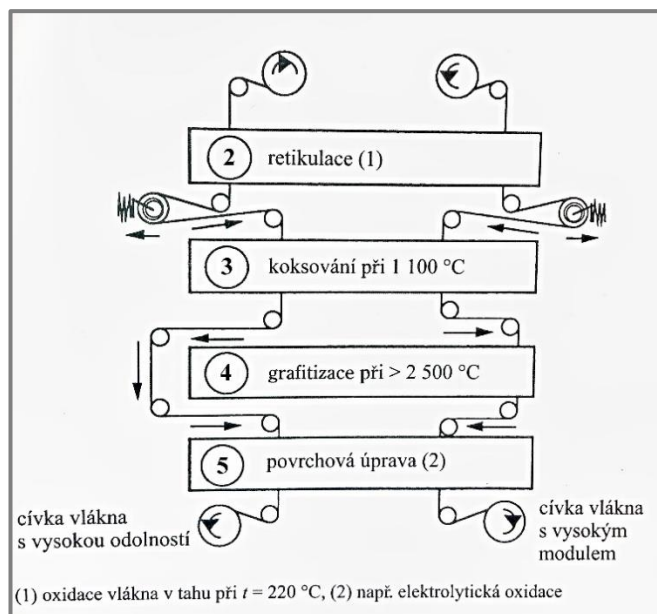 2 retikulace (1)
3 koksování při 1 100 °C
4 grafitizace při > 2 500 °C
5 povrchová úprava (2)
cívka vlákna
s vysokou odolností
cívka vlákna
s vysokým
modulem
(1) oxidace vlákna v tahu při t = 220 °C, (2) např. elektrolytická oxidace